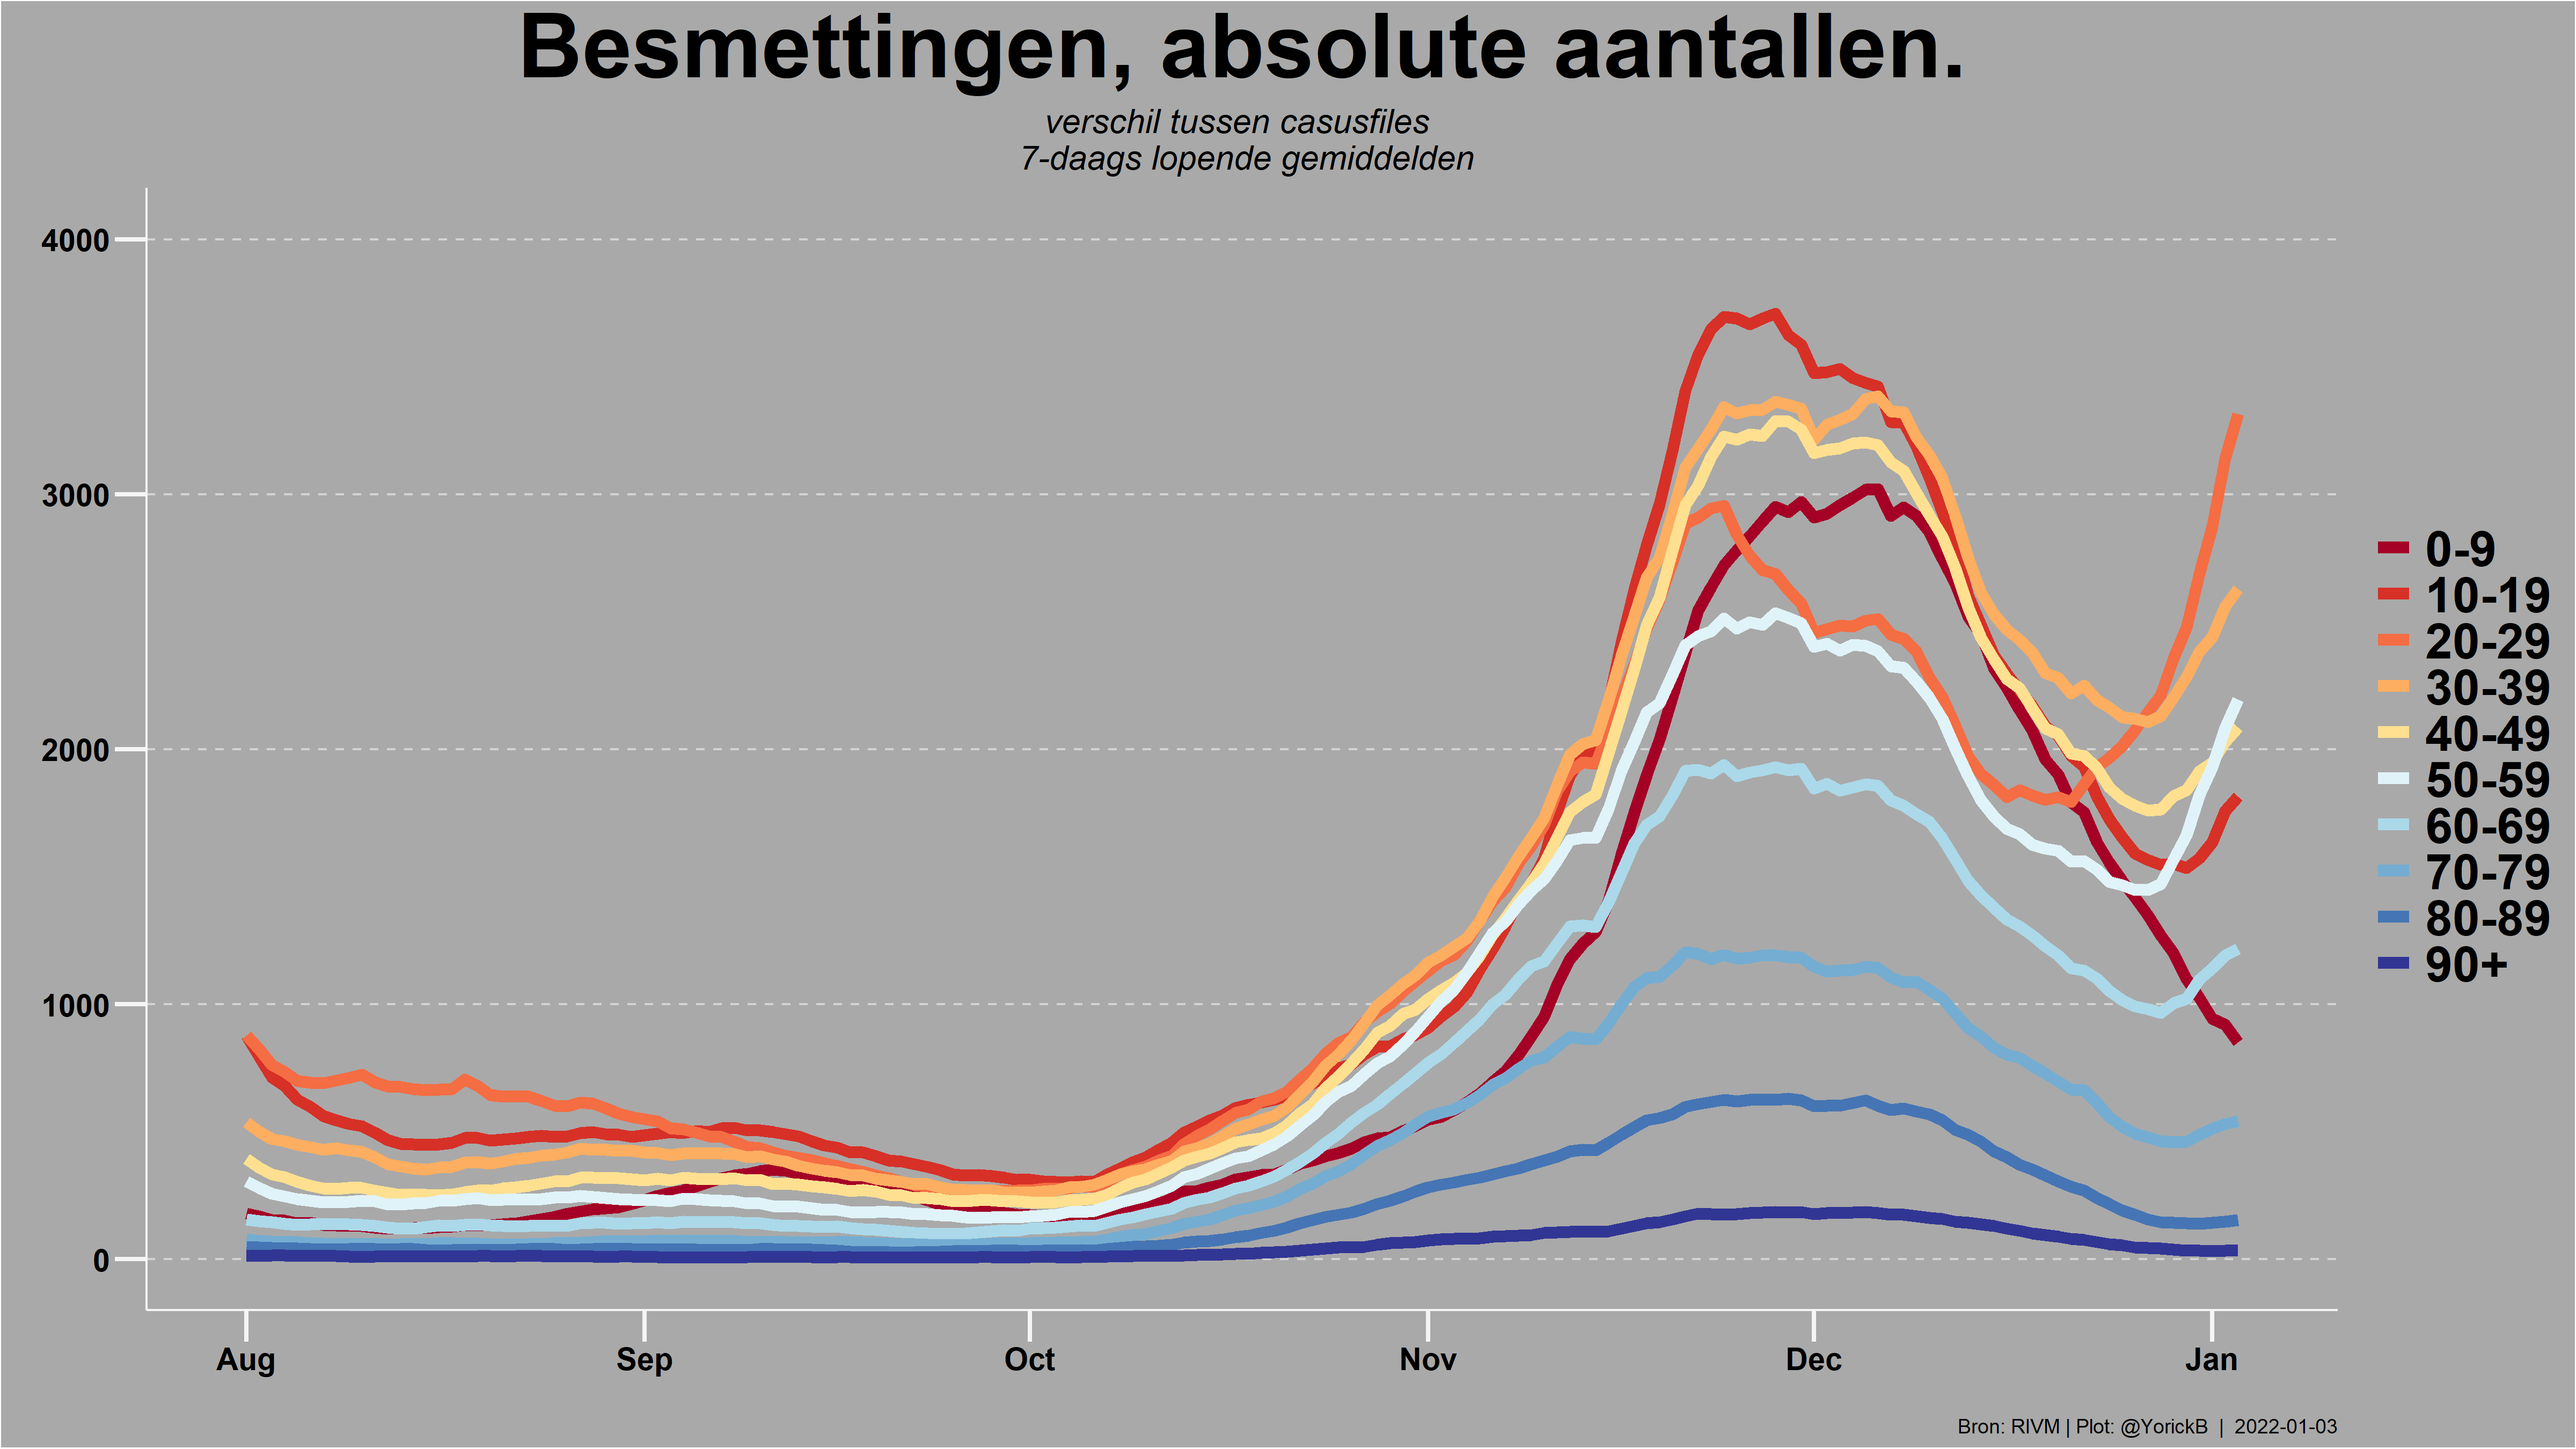 Besmettingen, absolute aantallen.
verschil tussen casusfiles
7-daags lopende gemiddelden
4000
3000
2000
1000
0
Aug
Sep
Oct
Nov
Dec
Jan
0-9
10-19
20-29
30-39
40-49
50-59
60-69
70-79
80-89
90+
Bron: RIVM | Plot: @YorickB | 2022-01-03